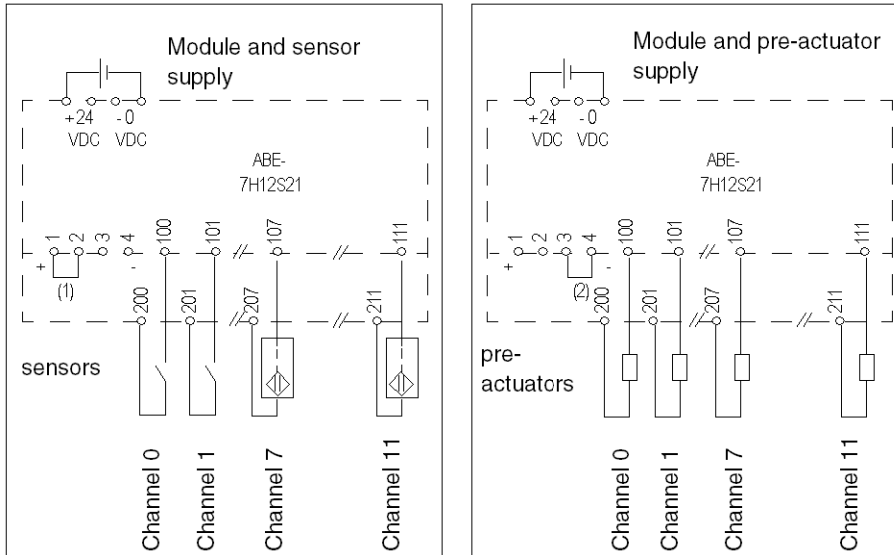 Module and sensor
supply
+24
VDC
- 0
VDC
ABE-
7H12S21
1
2
3
4
100
101
107
111
+
(1)
-
200
201
207
211
sensors
Channel 0
Channel 1
Channel 7
Channel 11
Module and pre-actuator
supply
+24
VDC
- 0
VDC
ABE-
7H12S21
1
2
3
4
100
101
107
111
+
(2)
-
200
201
207
211
pre-
actuators
Channel 0
Channel 1
Channel 7
Channel 11